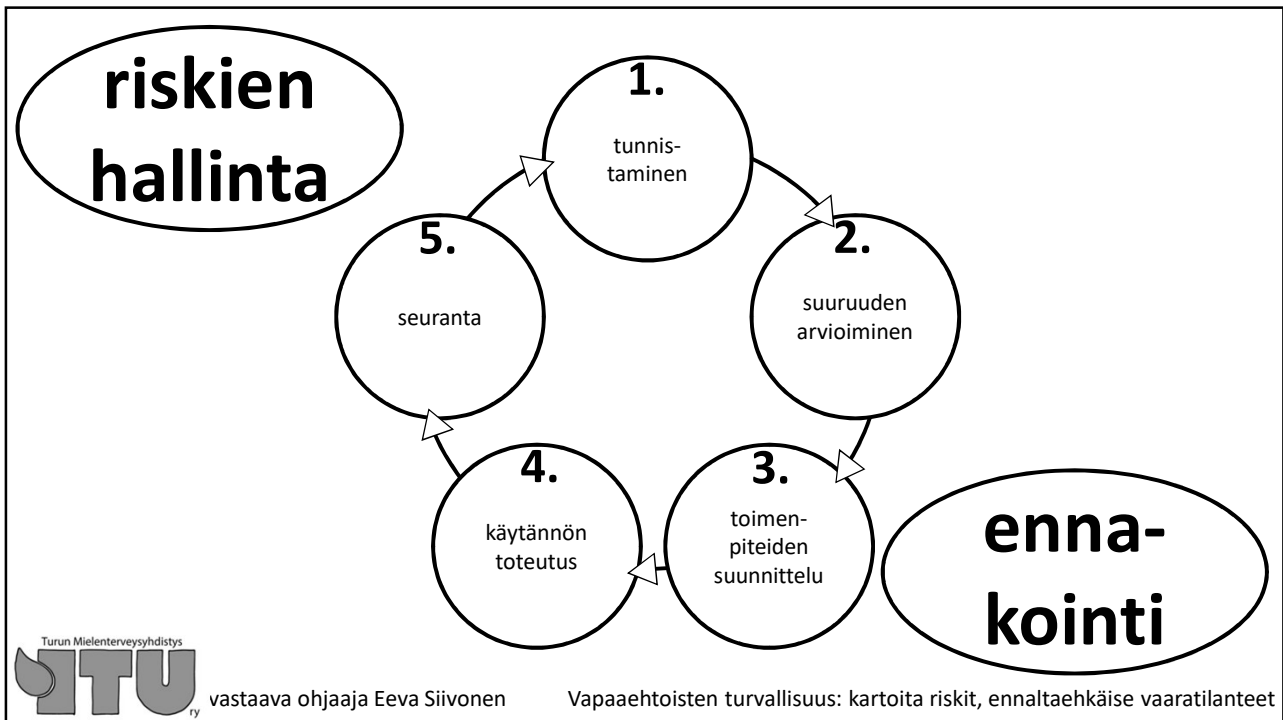 riskien
hallinta
1.
tunnis-
taminen
2.
suuruuden
arvioiminen
3.
toimen-
piteiden
suunnittelu
4.
käytännön
toteutus
5.
seuranta
enna-
kointi
Turun Mielenterveysyhdistys
ITU
ry
vastaava ohjaaja Eeva Siivonen
Vapaaehtoisten turvallisuus: kartoita riskit, ennaltaehkäise vaaratilanteet